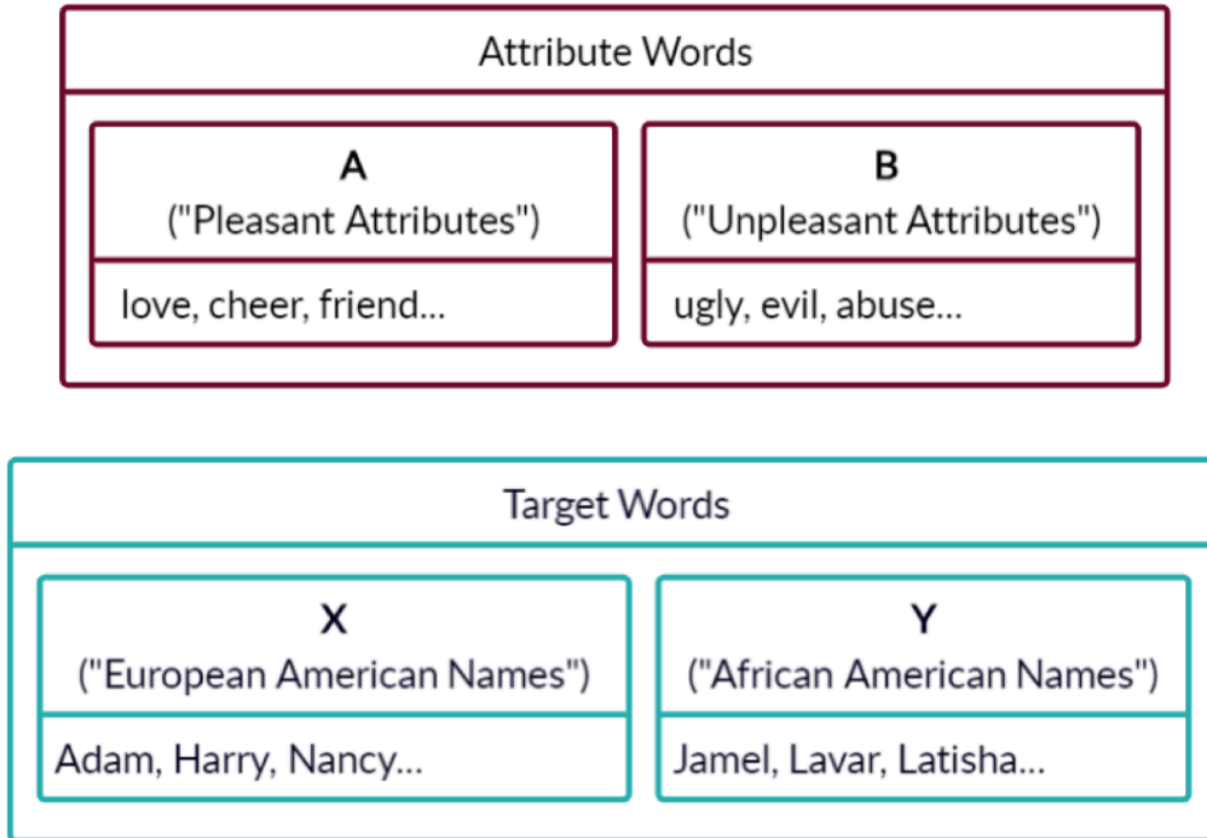 Attribute Words
A
("Pleasant Attributes")
love, cheer, friend...
B
("Unpleasant Attributes")
ugly, evil, abuse...
Target Words
X
("European American Names")
Adam, Harry, Nancy...
Y
("African American Names")
Jamel, Lavar, Latisha...